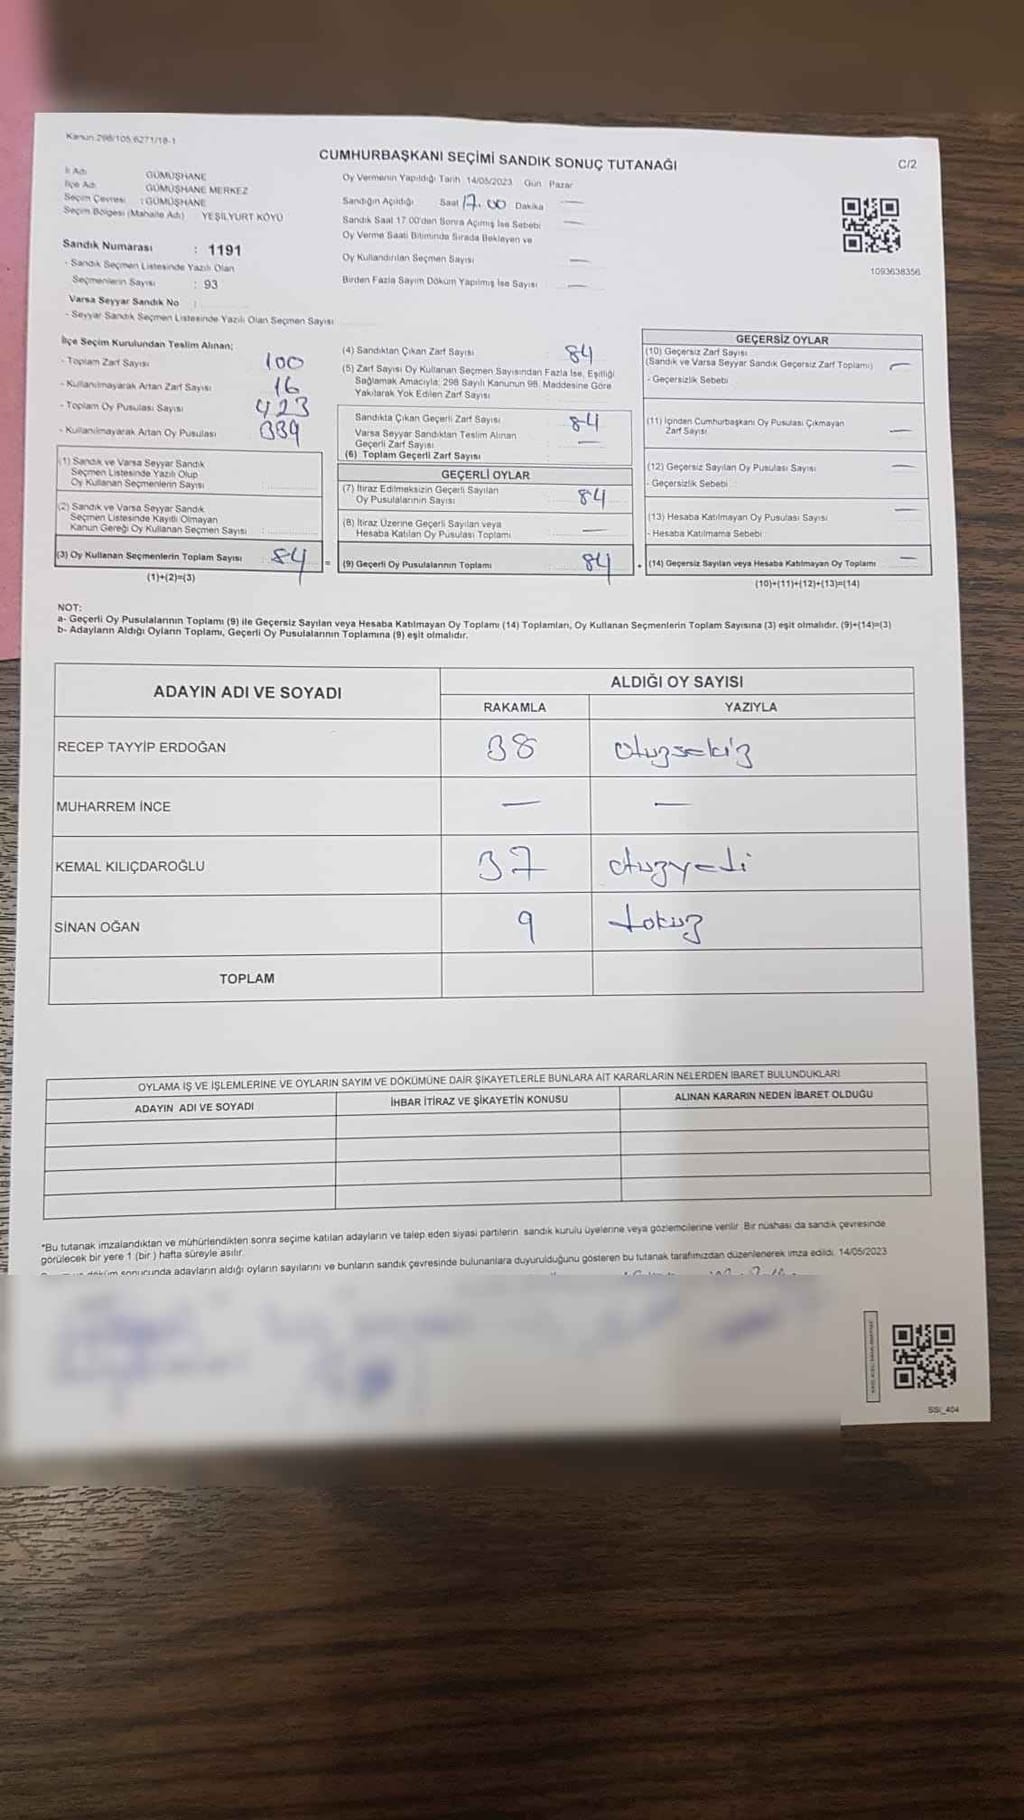 Kanun 298/105,6271/18-1
CUMHURBAŞKANI SEÇİMİ SANDIK SONUÇ TUTANAĞI
C/2
İl Adı GÜMÜŞHANE
İlçe Adı GÜMÜŞHANE MERKEZ
Seçim Çevresi : GÜMÜŞHANE
Seçim Bölgesi (Mahalle Adı) YEŞİLYURT KÖYÜ
Sandık Numarası : 1191
- Sandık Seçmen Listesinde Yazılı Olan
Seçmenlerin Sayısı : 93
Varsa Seyyar Sandık No :
- Seyyar Sandık Seçmen Listesinde Yazılı Olan Seçmen Sayısı
Oy Vermenin Yapıldığı Tarih 14/05/2023 Gün : Pazar
Sandığın Açıldığı Saat 17.00 Dakika —
Sandık Saat 17.00'dan Sonra Açılmış İse Sebebi —
Oy Verme Saati Bitiminde Sırada Bekleyen ve
Oy Kullandırılan Seçmen Sayısı —
Birden Fazla Sayım Döküm Yapılmış İse Sayısı —
1093638356
İlçe Seçim Kurulundan Teslim Alınan;
- Toplam Zarf Sayısı 100
- Kullanılmayarak Artan Zarf Sayısı 16
- Toplam Oy Pusulası Sayısı 423
- Kullanılmayarak Artan Oy Pusulası 339
(1) Sandık ve Varsa Seyyar Sandık
Seçmen Listesinde Yazılı Olup
Oy Kullanan Seçmenlerin Sayısı
(2) Sandık ve Varsa Seyyar Sandık
Seçmen Listesinde Kayıtlı Olmayan
Kanun Gereği Oy Kullanan Seçmen Sayısı :
(3) Oy Kullanan Seçmenlerin Toplam Sayısı 84 =
(1)+(2)=(3)
(4) Sandıktan Çıkan Zarf Sayısı 84
(5) Zarf Sayısı Oy Kullanan Seçmen Sayısından Fazla İse, Eşitliği
Sağlamak Amacıyla; 298 Sayılı Kanunun 98. Maddesine Göre
Yakılarak Yok Edilen Zarf Sayısı
Sandıkta Çıkan Geçerli Zarf Sayısı 84
Varsa Seyyar Sandıktan Teslim Alınan
Geçerli Zarf Sayısı —
(6) Toplam Geçerli Zarf Sayısı
GEÇERLİ OYLAR
(7) İtiraz Edilmeksizin Geçerli Sayılan
Oy Pusulalarının Sayısı 84
(8) İtiraz Üzerine Geçerli Sayılan veya
Hesaba Katılan Oy Pusulası Toplamı —
(9) Geçerli Oy Pusulalarının Toplamı 84 +
GEÇERSİZ OYLAR
(10) Geçersiz Zarf Sayısı
(Sandık ve Varsa Seyyar Sandık Geçersiz Zarf Toplamı) —
- Geçersizlik Sebebi
(11) İçinden Cumhurbaşkanı Oy Pusulası Çıkmayan
Zarf Sayısı —
(12) Geçersiz Sayılan Oy Pusulası Sayısı —
- Geçersizlik Sebebi
(13) Hesaba Katılmayan Oy Pusulası Sayısı —
- Hesaba Katılmama Sebebi
(14) Geçersiz Sayılan veya Hesaba Katılmayan Oy Toplamı —
(10)+(11)+(12)+(13)=(14)
NOT:
a- Geçerli Oy Pusulalarının Toplamı (9) ile Geçersiz Sayılan veya Hesaba Katılmayan Oy Toplamı (14) Toplamları, Oy Kullanan Seçmenlerin Toplam Sayısına (3) eşit olmalıdır. (9)+(14)=(3)
b- Adayların Aldığı Oyların Toplamı, Geçerli Oy Pusulalarının Toplamına (9) eşit olmalıdır.
ADAYIN ADI VE SOYADI
ALDIĞI OY SAYISI
RAKAMLA YAZIYLA
RECEP TAYYİP ERDOĞAN 38 otuzsekiz
MUHARREM İNCE — —
KEMAL KILIÇDAROĞLU 37 otuzyedi
SİNAN OĞAN 9 dokuz
TOPLAM
OYLAMA İŞ VE İŞLEMLERİNE VE OYLARIN SAYIM VE DÖKÜMÜNE DAİR ŞİKAYETLERLE BUNLARA AİT KARARLARIN NELERDEN İBARET BULUNDUKLARI
ADAYIN ADI VE SOYADI İHBAR İTİRAZ VE ŞİKAYETİN KONUSU ALINAN KARARIN NEDEN İBARET OLDUĞU
*Bu tutanak imzalandıktan ve mühürlendikten sonra seçime katılan adayların ve talep eden siyasi partilerin sandık kurulu üyelerine veya gözlemcilerine verilir. Bir nüshası da sandık çevresinde
görülecek bir yere 1 (bir ) hafta süreyle asılır.
sonucunda adayların aldığı oyların sayılarını ve bunların sandık çevresinde bulunanlara duyurulduğunu gösteren bu tutanak tarafımızdan düzenlenerek imza edildi. 14/05/2023
SSI_404